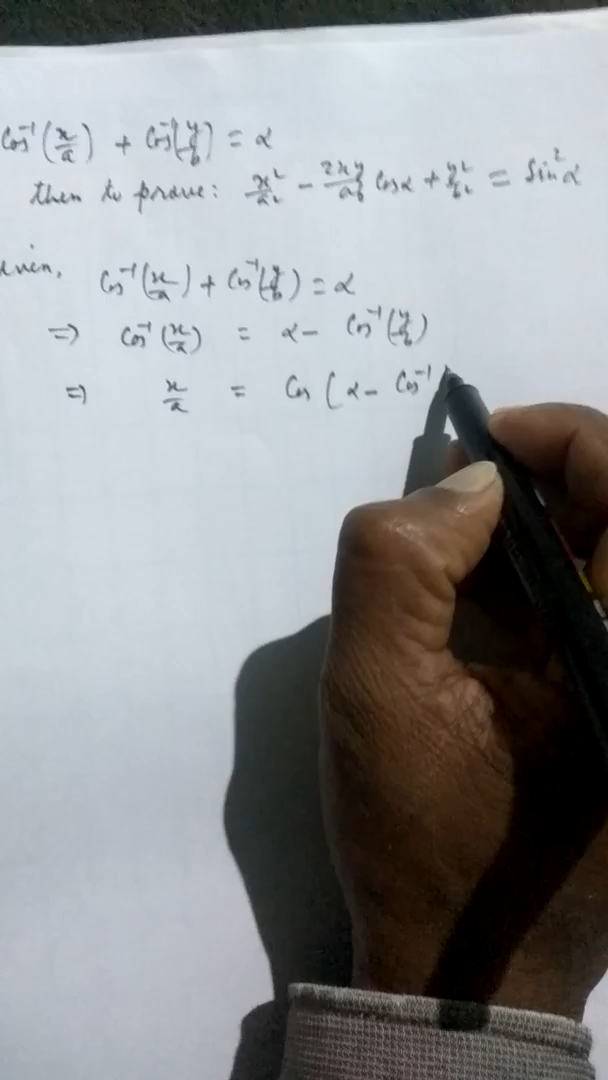 Cos⁻¹(x/a) + Cos⁻¹(y/b) = α
then to prove: x²/a² - 2xy/ab Cosα + y²/b² = Sin²α
iven, Cos⁻¹(x/a) + Cos⁻¹(y/b) = α
⇒ Cos⁻¹(x/a) = α - Cos⁻¹(y/b)
⇒ x/a = Cos (α - Cos⁻¹